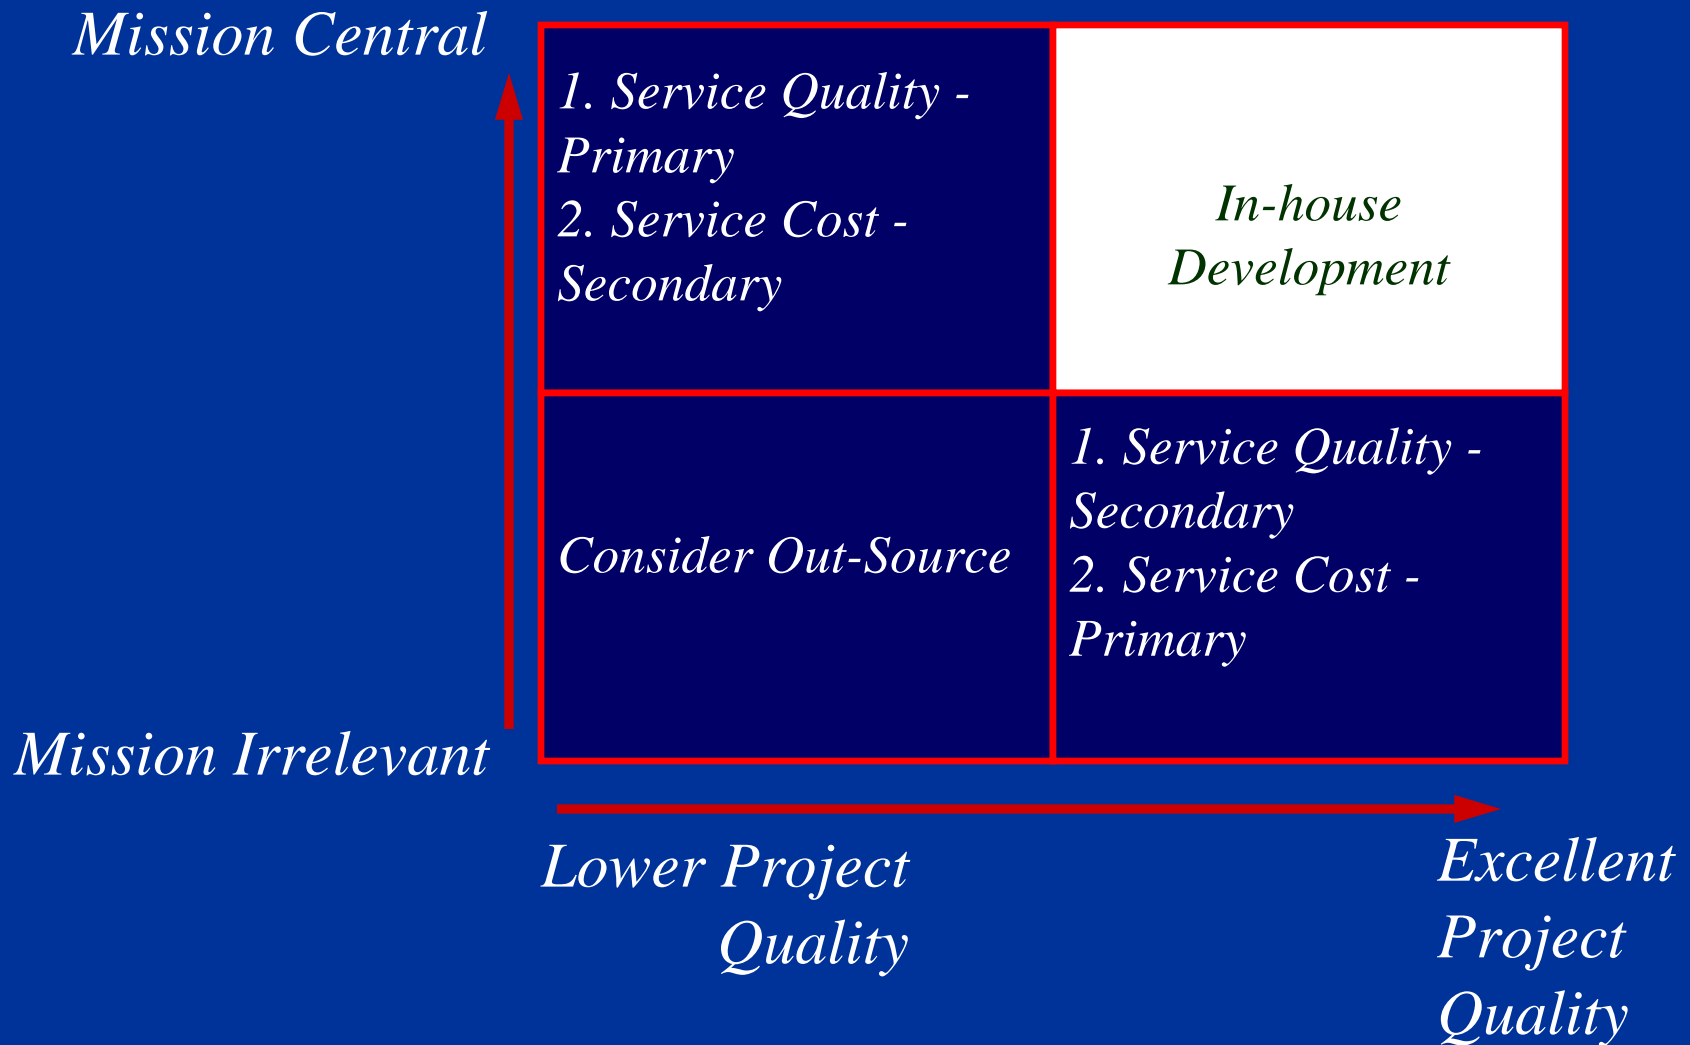 Mission Central
1. Service Quality -
Primary
2. Service Cost -
Secondary
In-house
Development
Consider Out-Source
1. Service Quality -
Secondary
2. Service Cost -
Primary
Mission Irrelevant
Lower Project
Quality
Excellent
Project
Quality